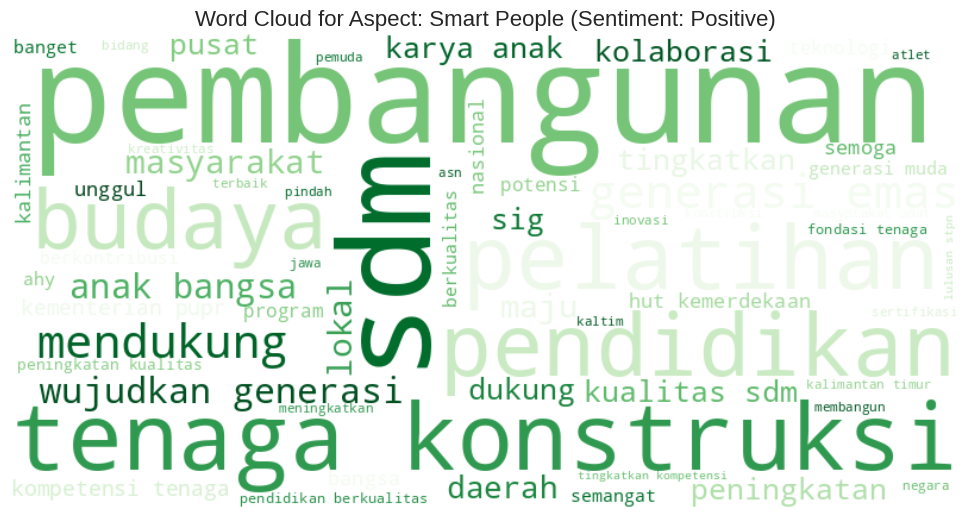 Word Cloud for Aspect: Smart People (Sentiment: Positive)
banget
bidang
pusat
pemuda
karya anak
kolaborasi
teknologi
atlet
pembangunan
kalimantan
kreativitas
masyarakat
nasional
tingkatkan
semoga
generasi muda
unggul
terbaik
pindah
asn
potensi
generasi emas
budaya
sdm
berkualitas
sig
inovasi
fondasi tenaga
lulusan stpn
berkontribusi
jawa
pelatihan
ahy
anak bangsa
kementerian pupr
program
lokal
maju
hut kemerdekaan
kaltim
sertifikasi
mendukung
pendidikan
peningkatan kualitas
wujudkan generasi
dukung
kualitas sdm
kalimantan timur
meningkatkan
membangun
tenaga konstruksi
bangsa
kompetensi tenaga
pendidikan berkualitas
daerah
tingkatkan kompetensi
semangat
peningkatan
negara